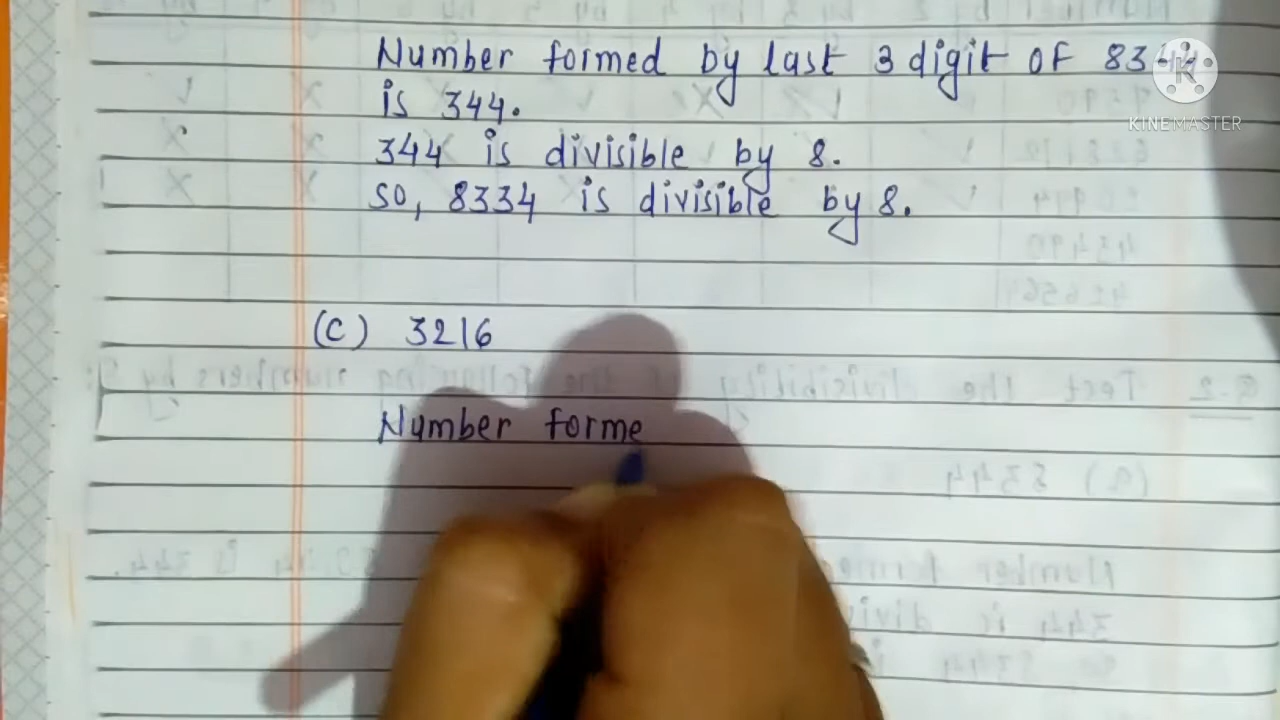 Number formed by last 3 digit of 8344
is 344.
344 is divisible by 8.
so, 8334 is divisible by 8.
(C) 3216
Number forme
K
KINEMASTER